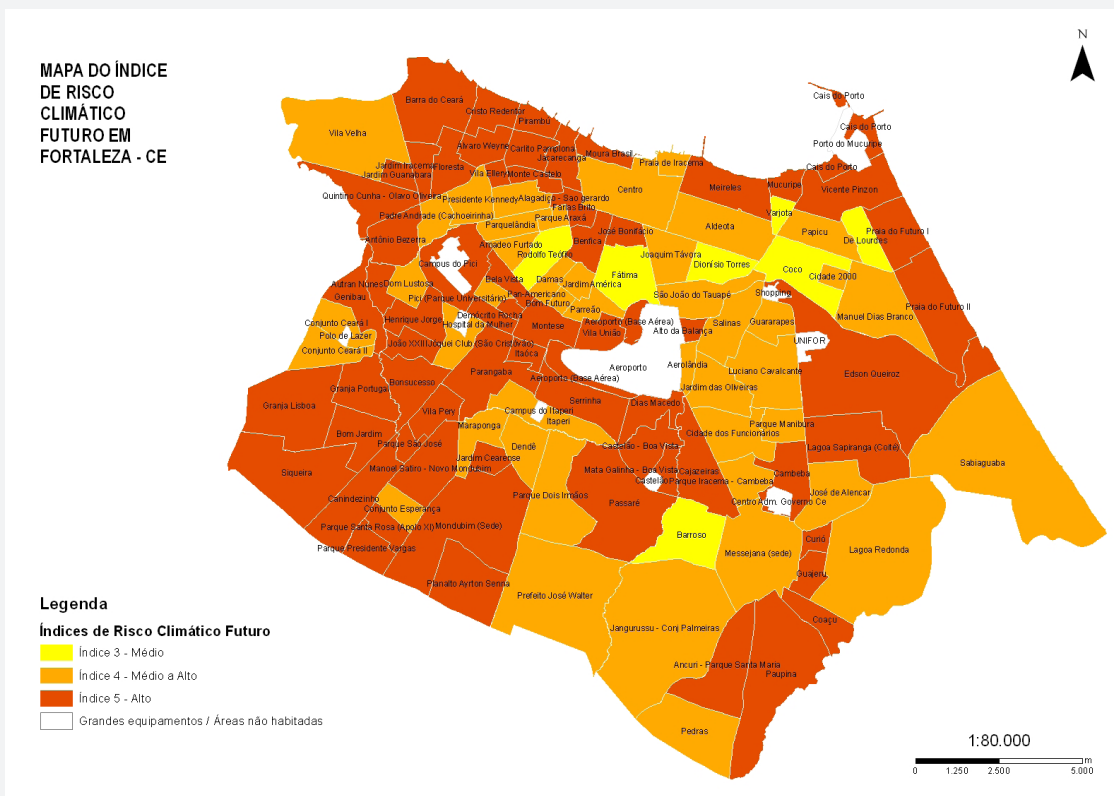 MAPA DO ÍNDICE
DE RISCO
CLIMÁTICO
FUTURO EM
FORTALEZA - CE
N
Barra do Ceará
Cais do Porto
Cristo Redentor
Pirambú
Vila Velha
Cais do Porto
Alvaro Weyne
Carlito Pamplona
Jacarecanga
Moura Brasil
Porto do Mucuripe
Praia de Iracema
Cais do Porto
Jardim Iracema
Floresta
Jardim Guanabara
Vila Ellery
Monte Castelo
Centro
Meireles
Mucuripe
Vicente Pinzon
Quintino Cunha - Olavo Oliveira
Presidente Kennedy
Alagadiço - São gerardo
Farias Brito
Padre Andrade (Cachoeirinha)
Parque Araxá
Varjota
Parquelândia
José Bonifácio
Aldeota
Papicu
Praia do Futuro I
De Lourdes
Antônio Bezerra
Amadeo Furtado
Benfica
Rodolfo Teófilo
Joaquim Távora
Dionísio Torres
Campus do Pici
Coco
Cidade 2000
Bela Vista
Damas
Fátima
Autran Nunes
Dom Lustosa
Jardim América
Genibaú
Pici (Parque Universitário)
Pan-Americano
Bom Futuro
São João do Tauape
Shopping
Parreão
Praia do Futuro II
Conjunto Ceará I
Henrique Jorge
Demócrito Rocha
Hospital da Mulher
Montese
Aeroporto (Base Aérea)
Vila União
Alto da Balança
Salinas
Guararapes
Manuel Dias Branco
Polo de Lazer
João XXIII
Jóquei Club (São Cristóvão)
UNIFOR
Conjunto Ceará II
Itaóca
Aeroporto
Aerolândia
Luciano Cavalcante
Edson Queiroz
Parangaba
Aeroporto (Base Aérea)
Granja Portugal
Bonsucesso
Jardim das Oliveiras
Granja Lisboa
Serrinha
Dias Macedo
Vila Pery
Campus do Itaperi
Itaperi
Parque Manibura
Bom Jardim
Maraponga
Cidade dos Funcionários
Parque São José
Dendê
Castelão - Boa Vista
Lagoa Sapiranga (Coité)
Jardim Cearense
Sabiaguaba
Siqueira
Manoel Sátiro - Novo Mondubim
Mata Galinha - Boa Vista
Cajazeiras
Cambeba
Castelão
Parque Iracema - Cambeba
Canindezinho
Parque Dois Irmãos
Passaré
Centro Adm. Governo Ce
José de Alencar
Conjunto Esperança
Parque Santa Rosa (Apolo XI)
Mondubim (Sede)
Barroso
Curió
Parque Presidente Vargas
Messejana (sede)
Lagoa Redonda
Guajeru
Planalto Ayrton Senna
Prefeito José Walter
Coaçu
Jangurussu - Conj Palmeiras
Ancuri - Parque Santa Maria
Paupina
Pedras
Legenda
Índices de Risco Climático Futuro
Índice 3 - Médio
Índice 4 - Médio a Alto
Índice 5 - Alto
Grandes equipamentos / Áreas não habitadas
1:80.000
m
0 1.250 2.500 5.000